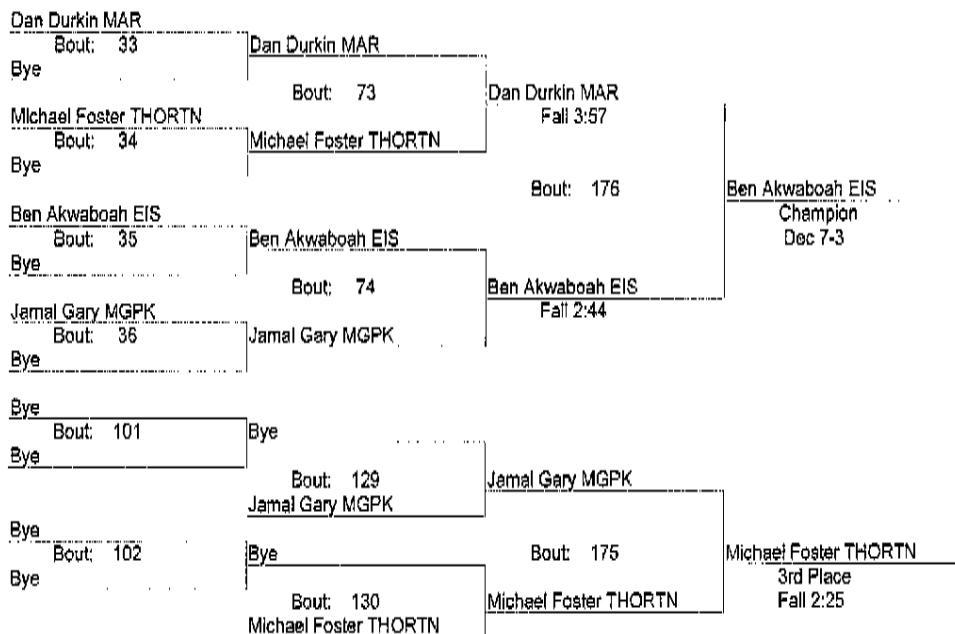 Dan Durkin MAR
Bout: 33
Dan Durkin MAR
Bye
Bout: 73
Dan Durkin MAR
Fall 3:57
Michael Foster THORTN
Bout: 34
Michael Foster THORTN
Bye
Bout: 176
Ben Akwaboah EIS
Champion
Dec 7-3
Ben Akwaboah EIS
Bout: 35
Ben Akwaboah EIS
Bye
Bout: 74
Ben Akwaboah EIS
Fall 2:44
Jamal Gary MGPK
Bout: 36
Jamal Gary MGPK
Bye
Bye
Bout: 101
Bye
Bye
Bout: 129
Jamal Gary MGPK
Jamal Gary MGPK
Bye
Bout: 102
Bye
Bout: 175
Michael Foster THORTN
3rd Place
Fall 2:25
Bye
Bout: 130
Michael Foster THORTN
Michael Foster THORTN